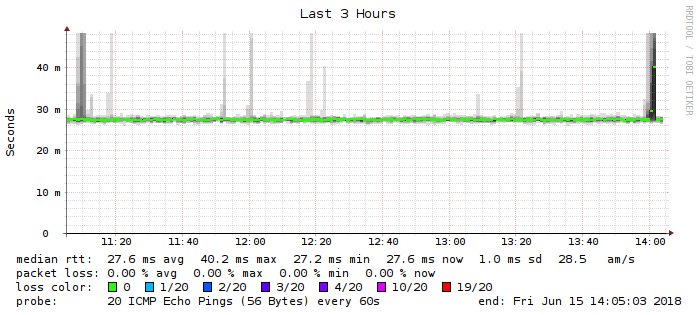 Last 3 Hours
RRDTOOL / TOBI OETIKER
Seconds
40 m
30 m
20 m
10 m
0
11:20 11:40 12:00 12:20 12:40 13:00 13:20 13:40 14:00
median rtt: 27.6 ms avg 40.2 ms max 27.2 ms min 27.6 ms now 1.0 ms sd 28.5 am/s
packet loss: 0.00 % avg 0.00 % max 0.00 % min 0.00 % now
loss color: 0 1/20 2/20 3/20 4/20 10/20 19/20
probe: 20 ICMP Echo Pings (56 Bytes) every 60s end: Fri Jun 15 14:05:03 2018